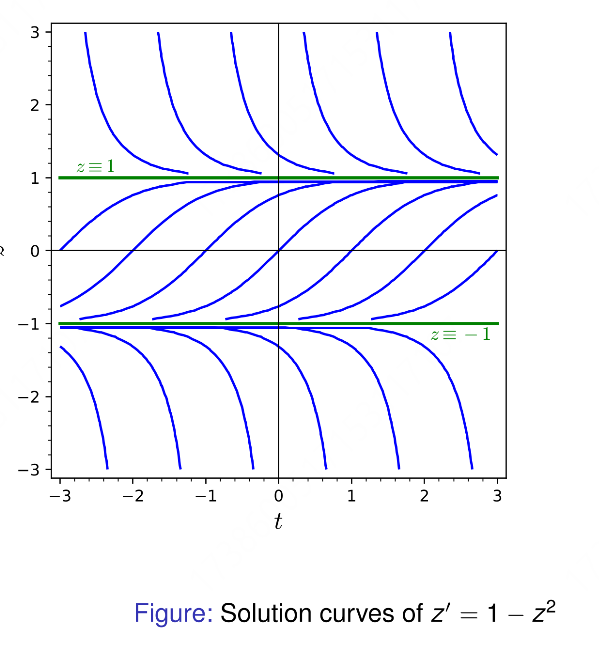 3
2
z ≡ 1
1
0
−1
z ≡ −1
−2
−3
−3 −2 −1 0 1 2 3
t
Figure: Solution curves of z′ = 1 − z²